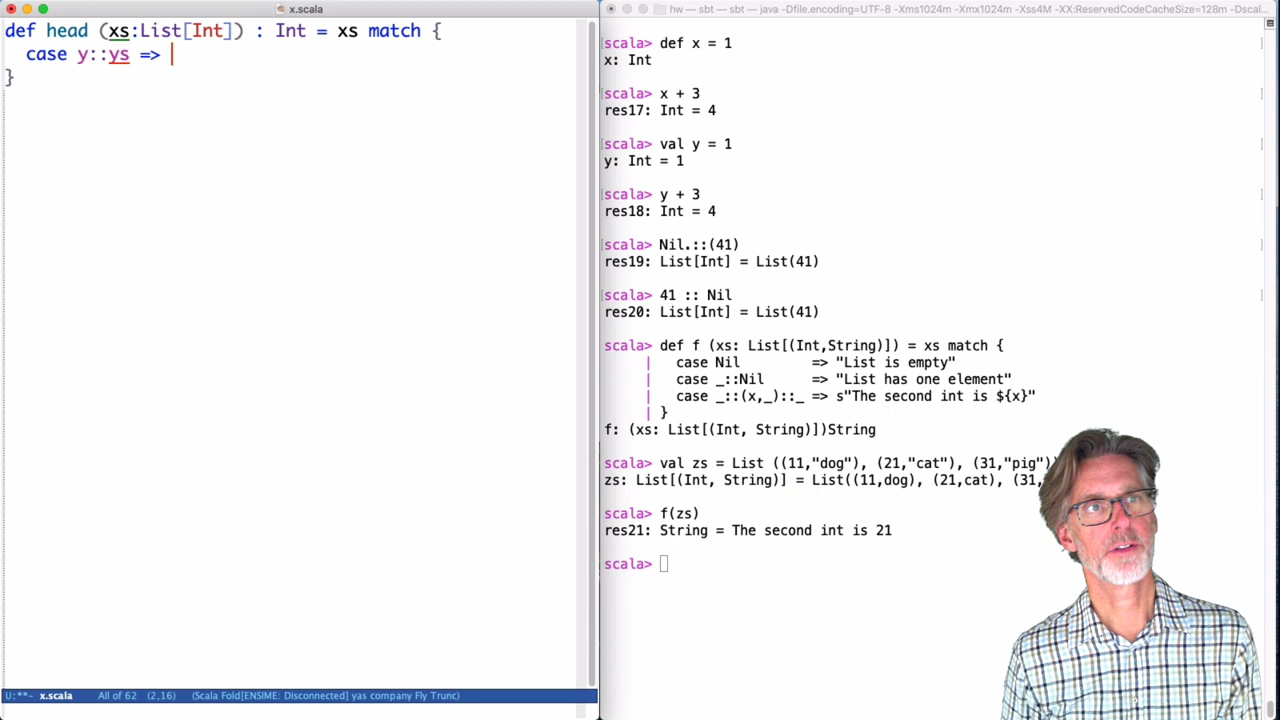 x.scala
def head (xs:List[Int]) : Int = xs match {
  case y::ys =>
}
U:**- x.scala All of 62 (2,16) (Scala Fold[ENSIME: Disconnected] yas company Fly Trunc)
hw — sbt — sbt — java -Dfile.encoding=UTF-8 -Xms1024m -Xmx1024m -Xss4M -XX:ReservedCodeCacheSize=128m -Dscal...
scala> def x = 1
x: Int
scala> x + 3
res17: Int = 4
scala> val y = 1
y: Int = 1
scala> y + 3
res18: Int = 4
scala> Nil.::(41)
res19: List[Int] = List(41)
scala> 41 :: Nil
res20: List[Int] = List(41)
scala> def f (xs: List[(Int,String)]) = xs match {
     |   case Nil         => "List is empty"
     |   case _::Nil      => "List has one element"
     |   case _::(x,_)::_ => s"The second int is ${x}"
     | }
f: (xs: List[(Int, String)])String
scala> val zs = List ((11,"dog"), (21,"cat"), (31,"pig"))
zs: List[(Int, String)] = List((11,dog), (21,cat), (31,
scala> f(zs)
res21: String = The second int is 21
scala>